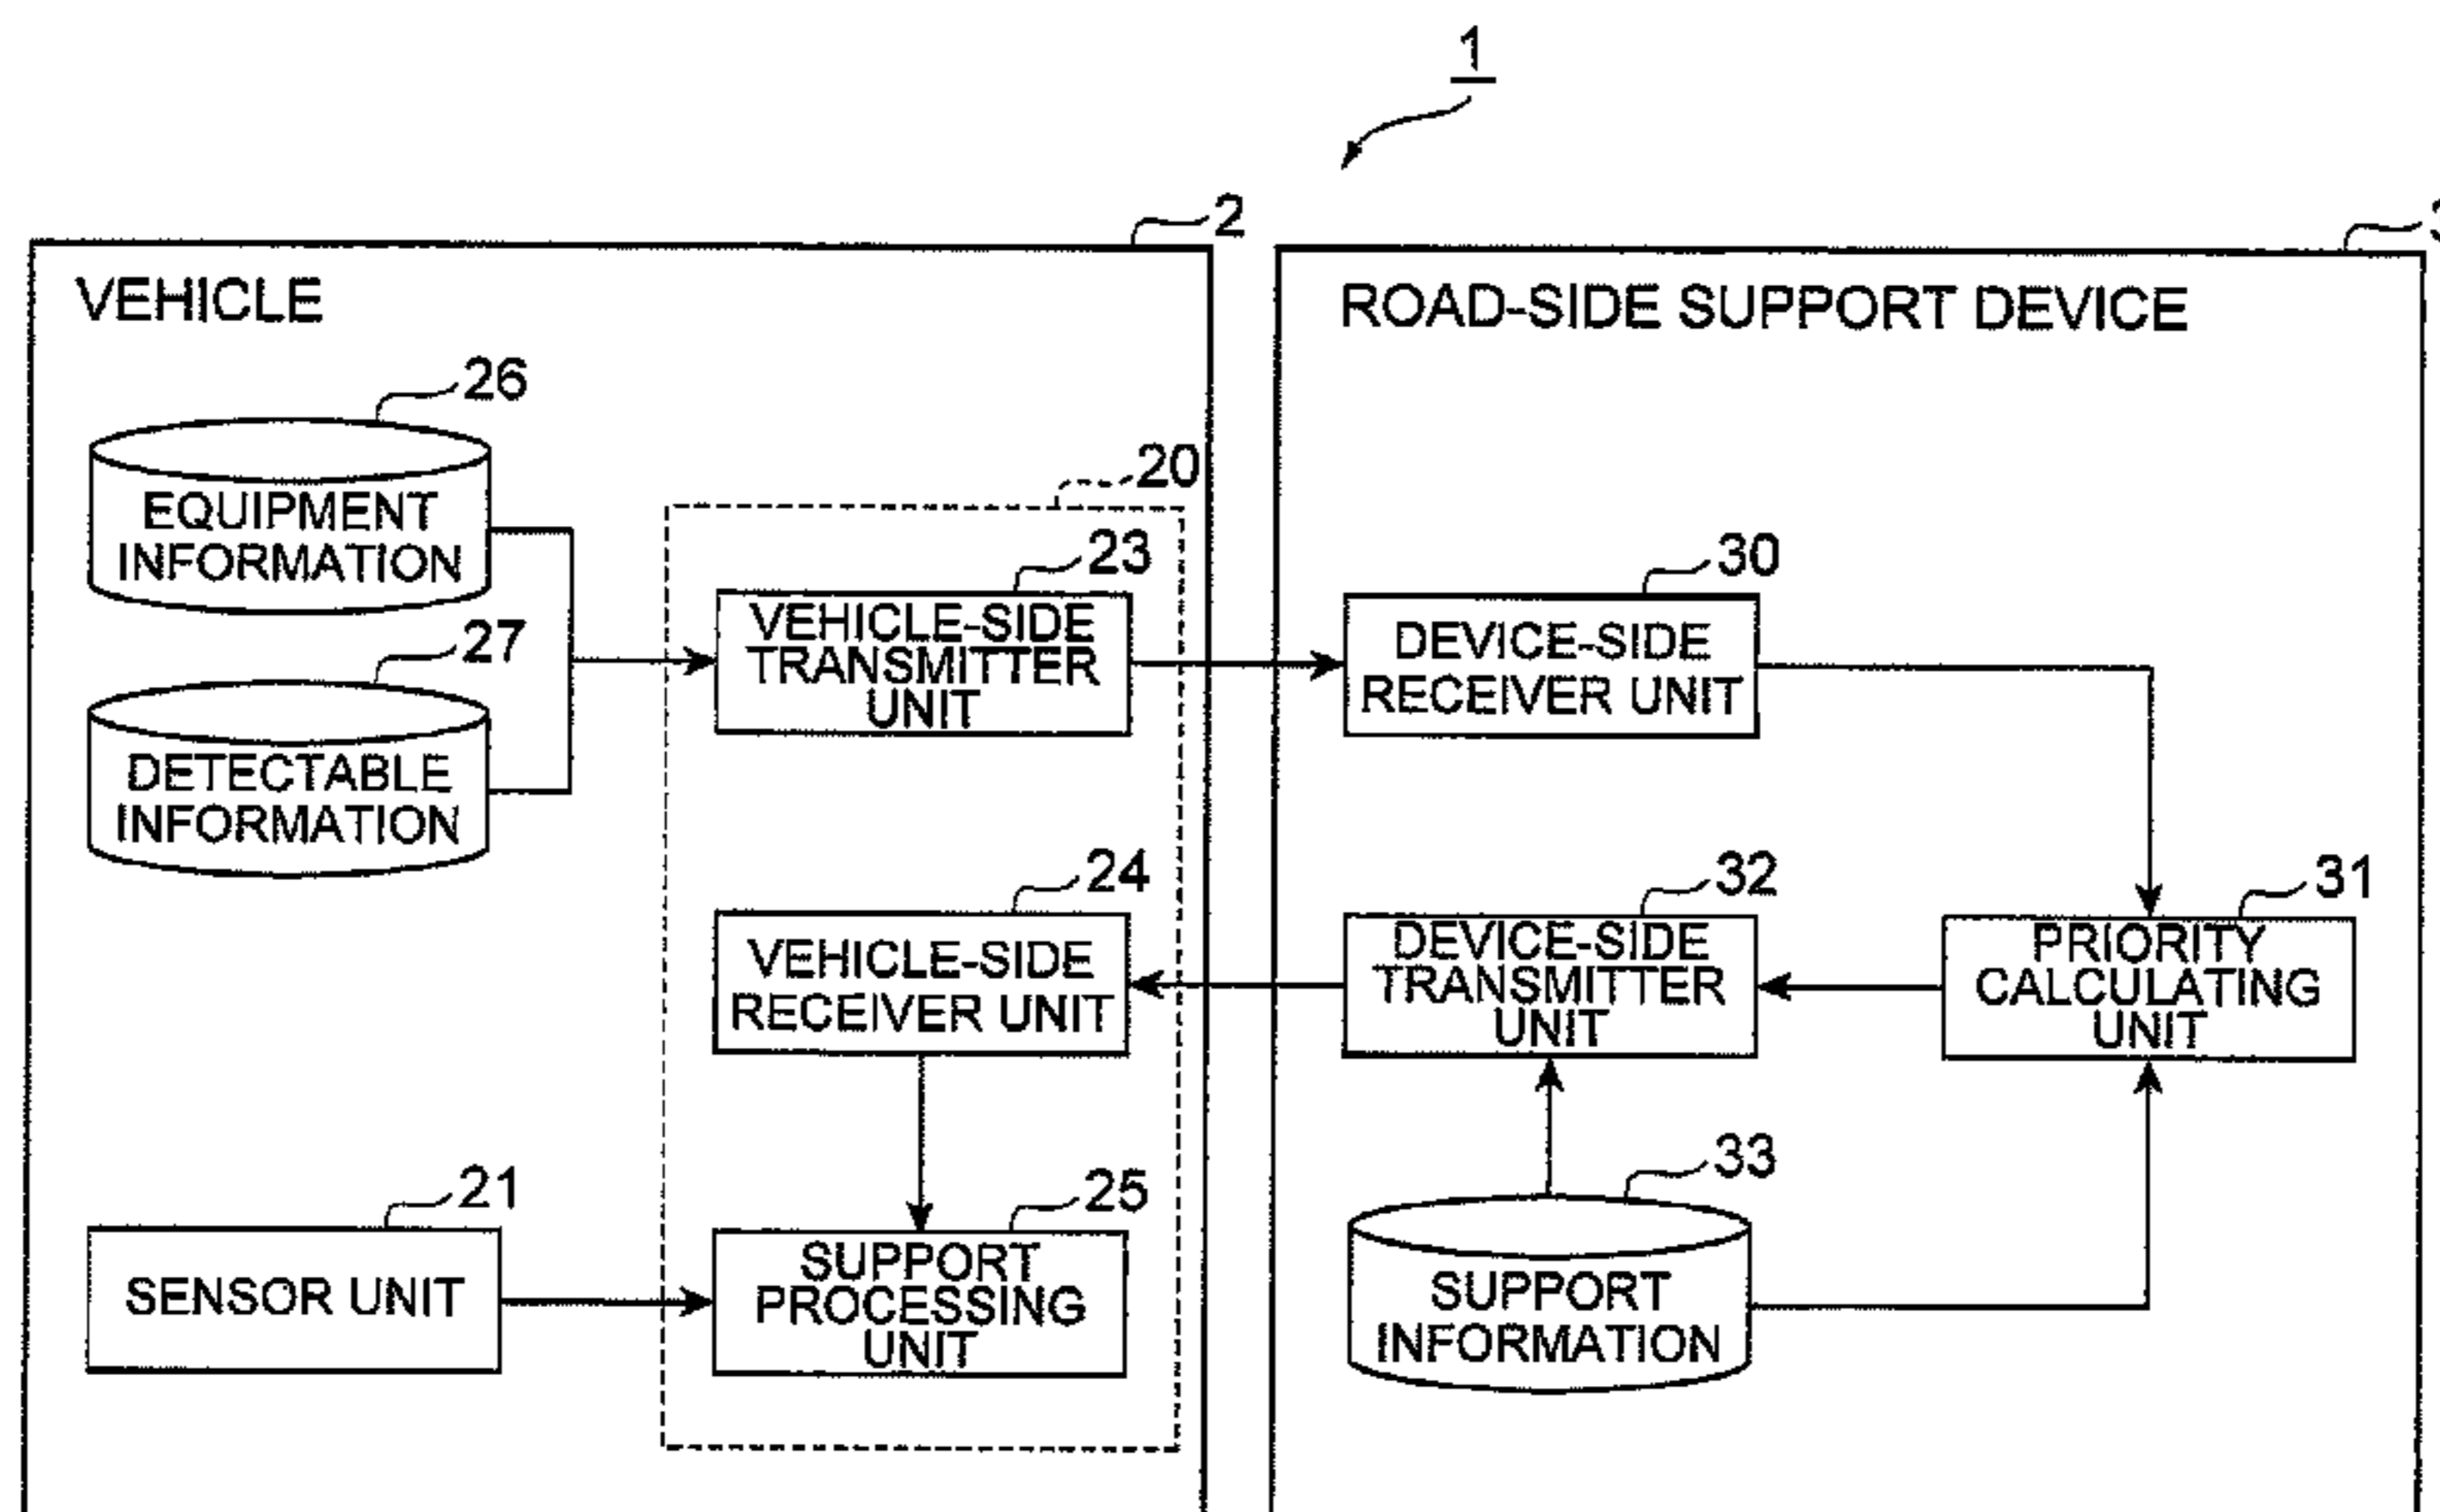 1
2
VEHICLE
ROAD-SIDE SUPPORT DEVICE
26
EQUIPMENT
INFORMATION
20
23
VEHICLE-SIDE
TRANSMITTER
UNIT
30
DEVICE-SIDE
RECEIVER UNIT
27
DETECTABLE
INFORMATION
24
VEHICLE-SIDE
RECEIVER UNIT
32
DEVICE-SIDE
TRANSMITTER
UNIT
31
PRIORITY
CALCULATING
UNIT
21
SENSOR UNIT
25
SUPPORT
PROCESSING
UNIT
33
SUPPORT
INFORMATION